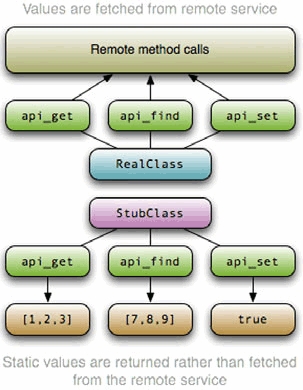 Values are fetched from remote service
Remote method calls
api_get api_find api_set
RealClass
StubClass
api_get api_find api_set
[1,2,3] [7,8,9] true
Static values are returned rather than fetched
from the remote service